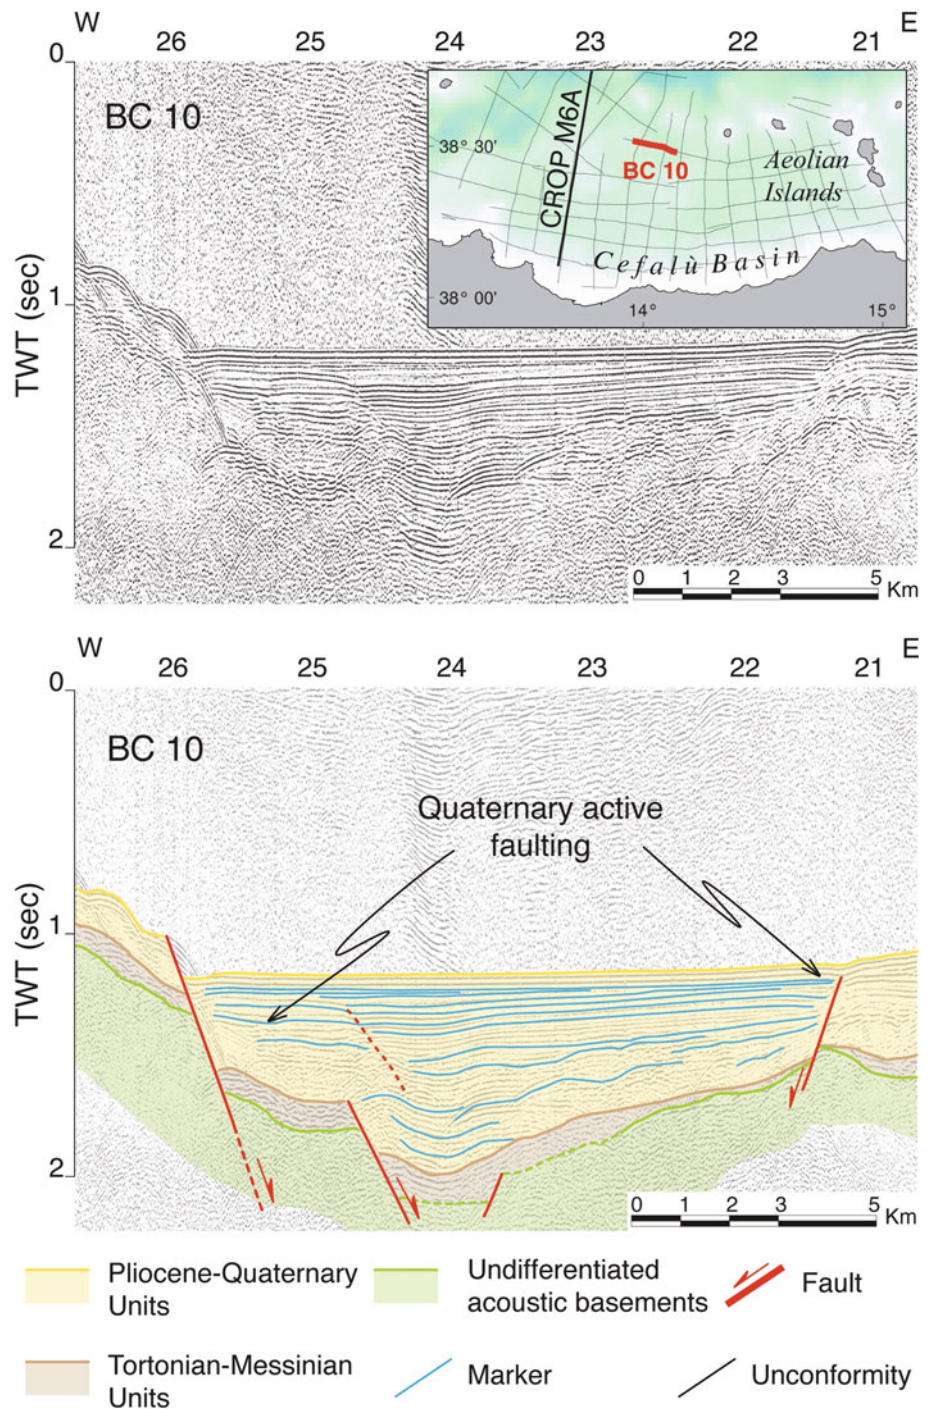 W E
26 25 24 23 22 21
0
BC 10
CROP M6A
38° 30'
BC 10
Aeolian
Islands
Cefalù Basin
38° 00'
14° 15°
1
TWT (sec)
2
0 1 2 3 5
Km
W E
26 25 24 23 22 21
0
BC 10
Quaternary active
faulting
1
TWT (sec)
2
0 1 2 3 5
Km
Pliocene-Quaternary
Units
Undifferentiated
acoustic basements
Fault
Tortonian-Messinian
Units
Marker
Unconformity